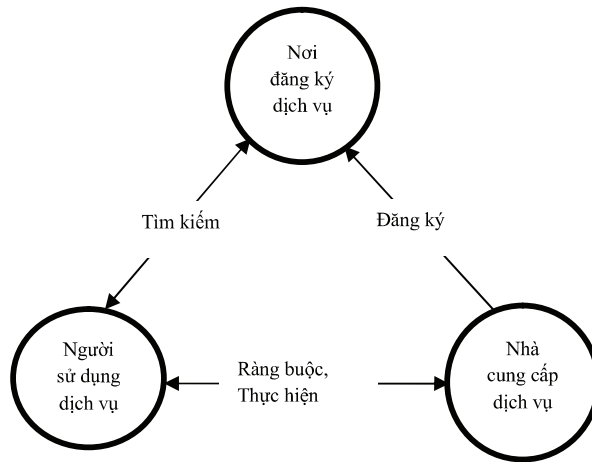 Nơi
đăng ký
dịch vụ
Tìm kiếm
Đăng ký
Người
sử dụng
dịch vụ
Ràng buộc,
Thực hiện
Nhà
cung cấp
dịch vụ